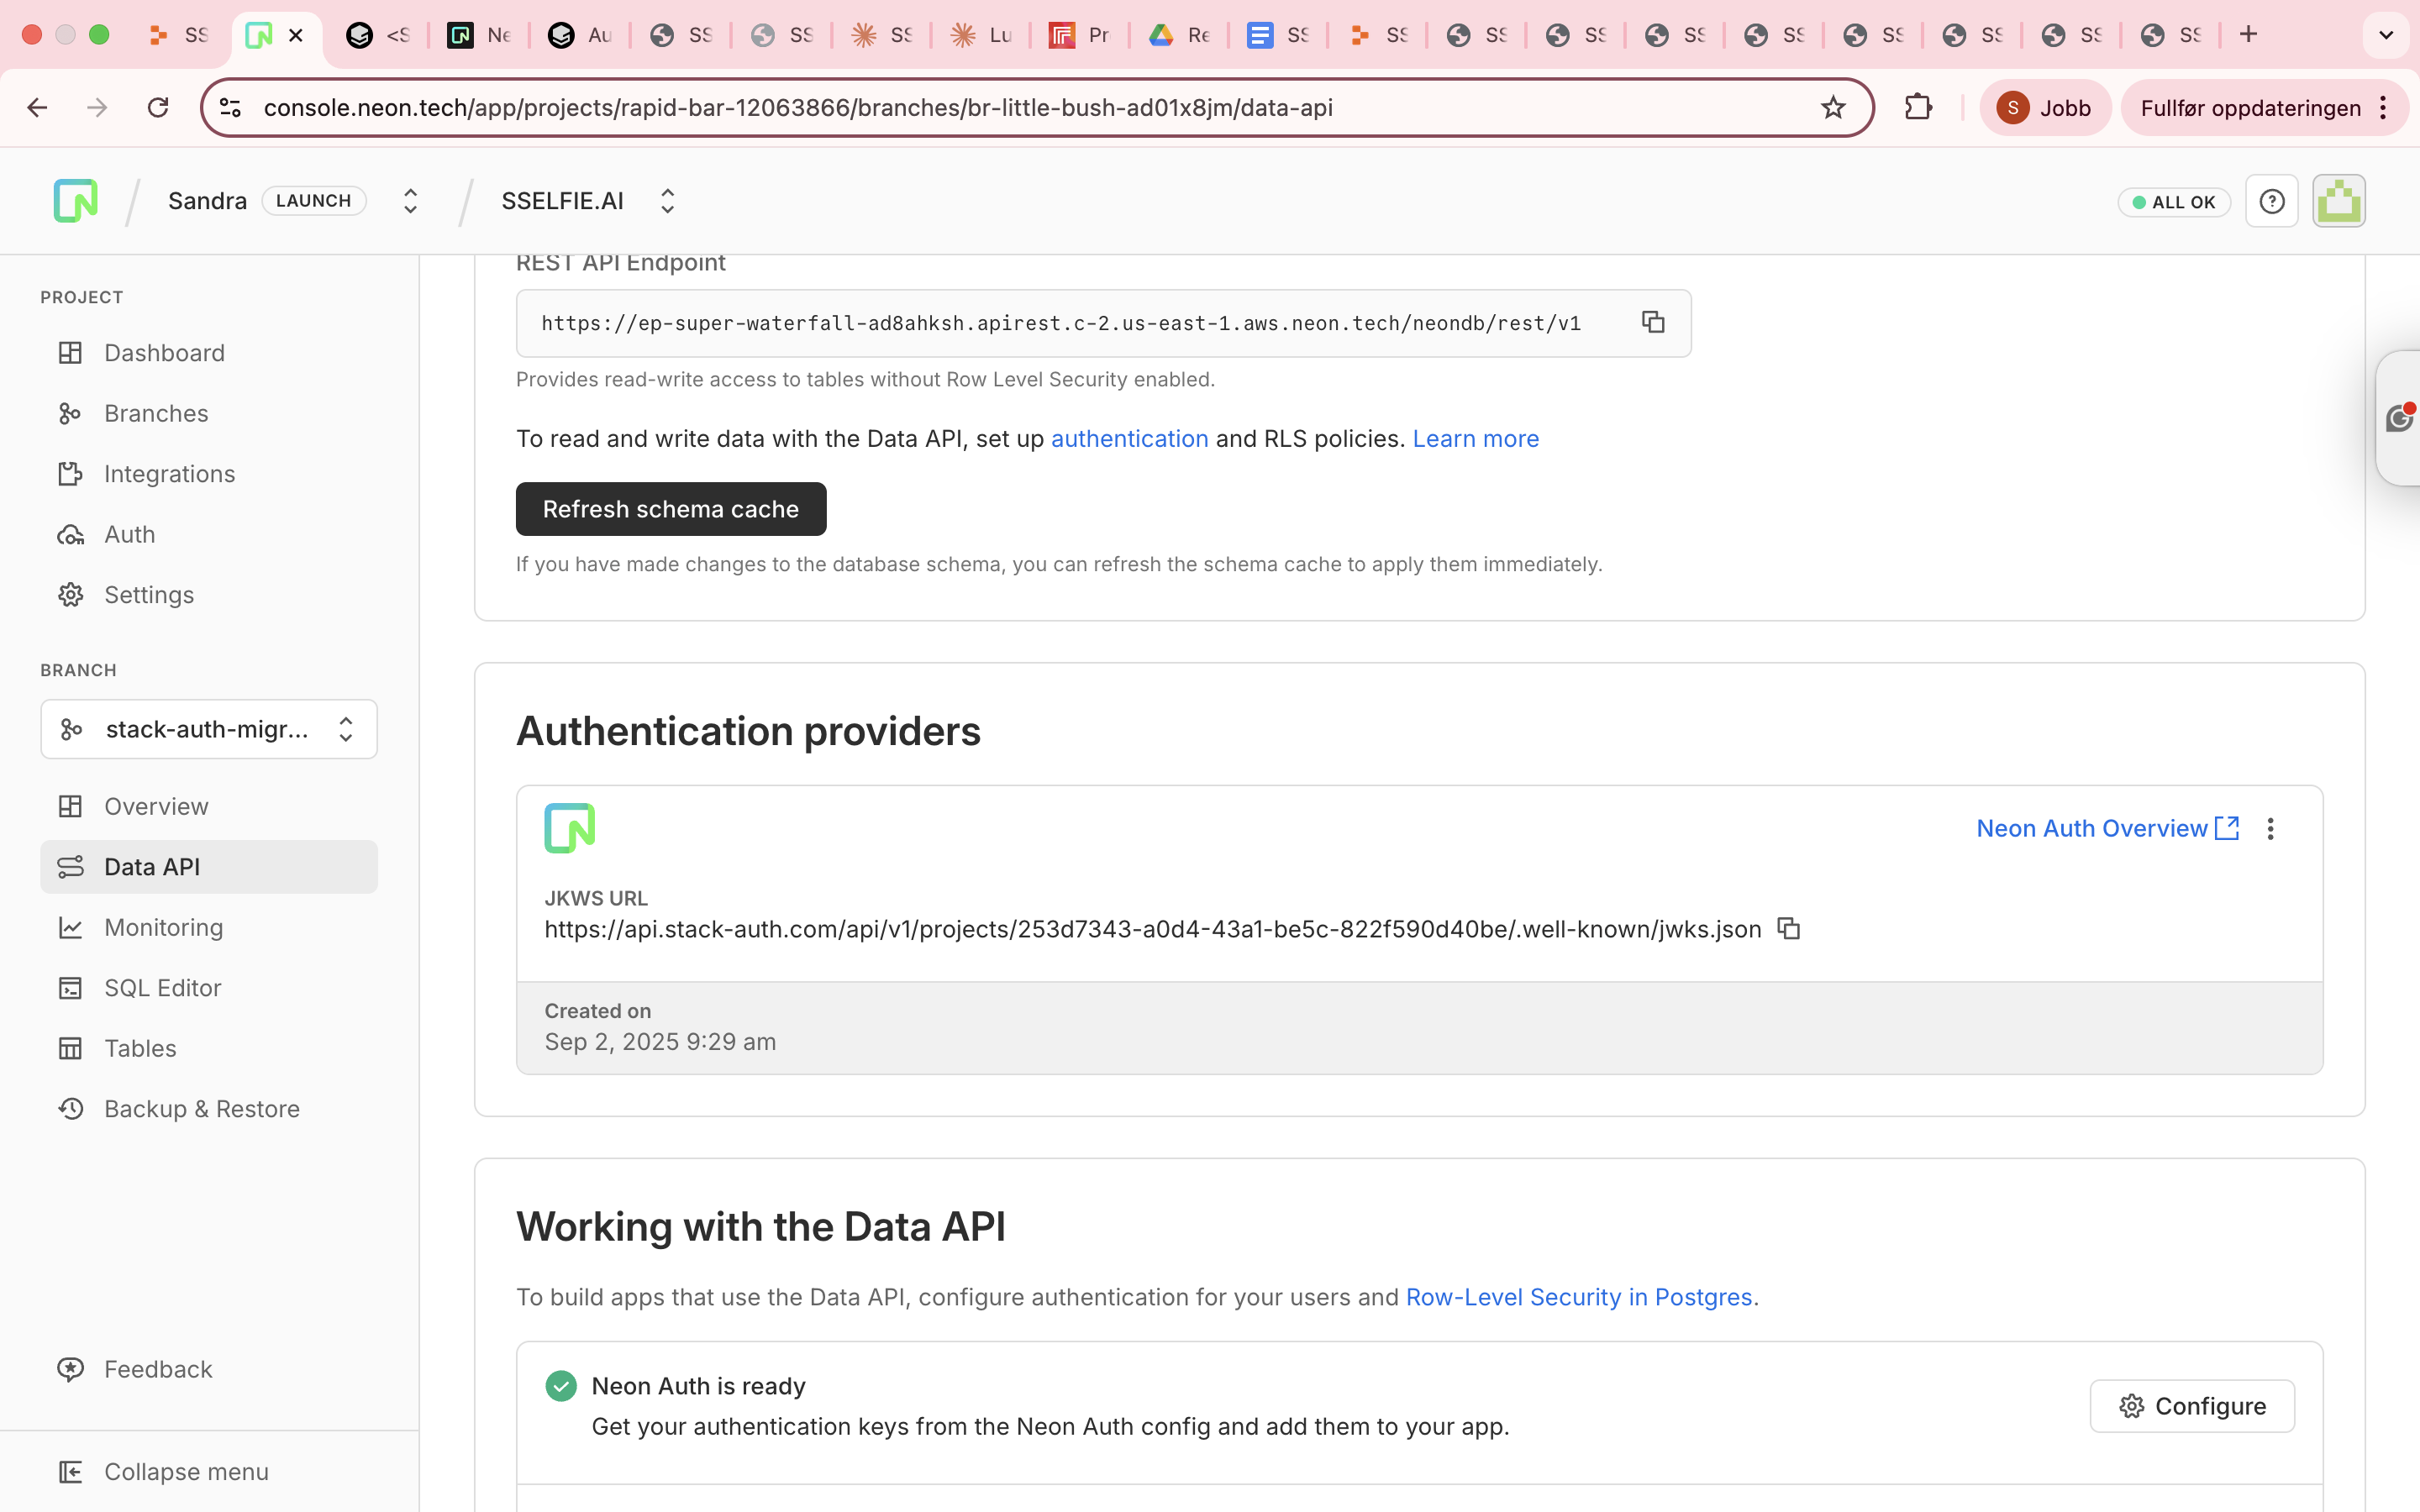 SS
<S
Ne
Au
SS
SS
SS
Lu
Pr
Re
SS
SS
SS
SS
SS
SS
SS
SS
SS
SS
console.neon.tech/app/projects/rapid-bar-12063866/branches/br-little-bush-ad01x8jm/data-api
S
Jobb
Fullfør oppdateringen
Sandra
LAUNCH
SSELFIE.AI
ALL OK
PROJECT
Dashboard
Branches
Integrations
Auth
Settings
BRANCH
stack-auth-migr...
Overview
Data API
Monitoring
SQL Editor
Tables
Backup & Restore
Feedback
Collapse menu
REST API Endpoint
https://ep-super-waterfall-ad8ahksh.apirest.c-2.us-east-1.aws.neon.tech/neondb/rest/v1
Provides read-write access to tables without Row Level Security enabled.
To read and write data with the Data API, set up authentication and RLS policies. Learn more
Refresh schema cache
If you have made changes to the database schema, you can refresh the schema cache to apply them immediately.
Authentication providers
Neon Auth Overview
JKWS URL
https://api.stack-auth.com/api/v1/projects/253d7343-a0d4-43a1-be5c-822f590d40be/.well-known/jwks.json
Created on
Sep 2, 2025 9:29 am
Working with the Data API
To build apps that use the Data API, configure authentication for your users and Row-Level Security in Postgres.
Neon Auth is ready
Get your authentication keys from the Neon Auth config and add them to your app.
Configure